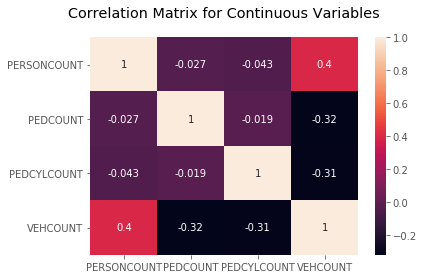 Correlation Matrix for Continuous Variables
PERSONCOUNT 1 -0.027 -0.043 0.4
PEDCOUNT -0.027 1 -0.019 -0.32
PEDCYLCOUNT -0.043 -0.019 1 -0.31
VEHCOUNT 0.4 -0.32 -0.31 1
PERSONCOUNT PEDCOUNT PEDCYLCOUNT VEHCOUNT
1.0
0.8
0.6
0.4
0.2
0.0
−0.2